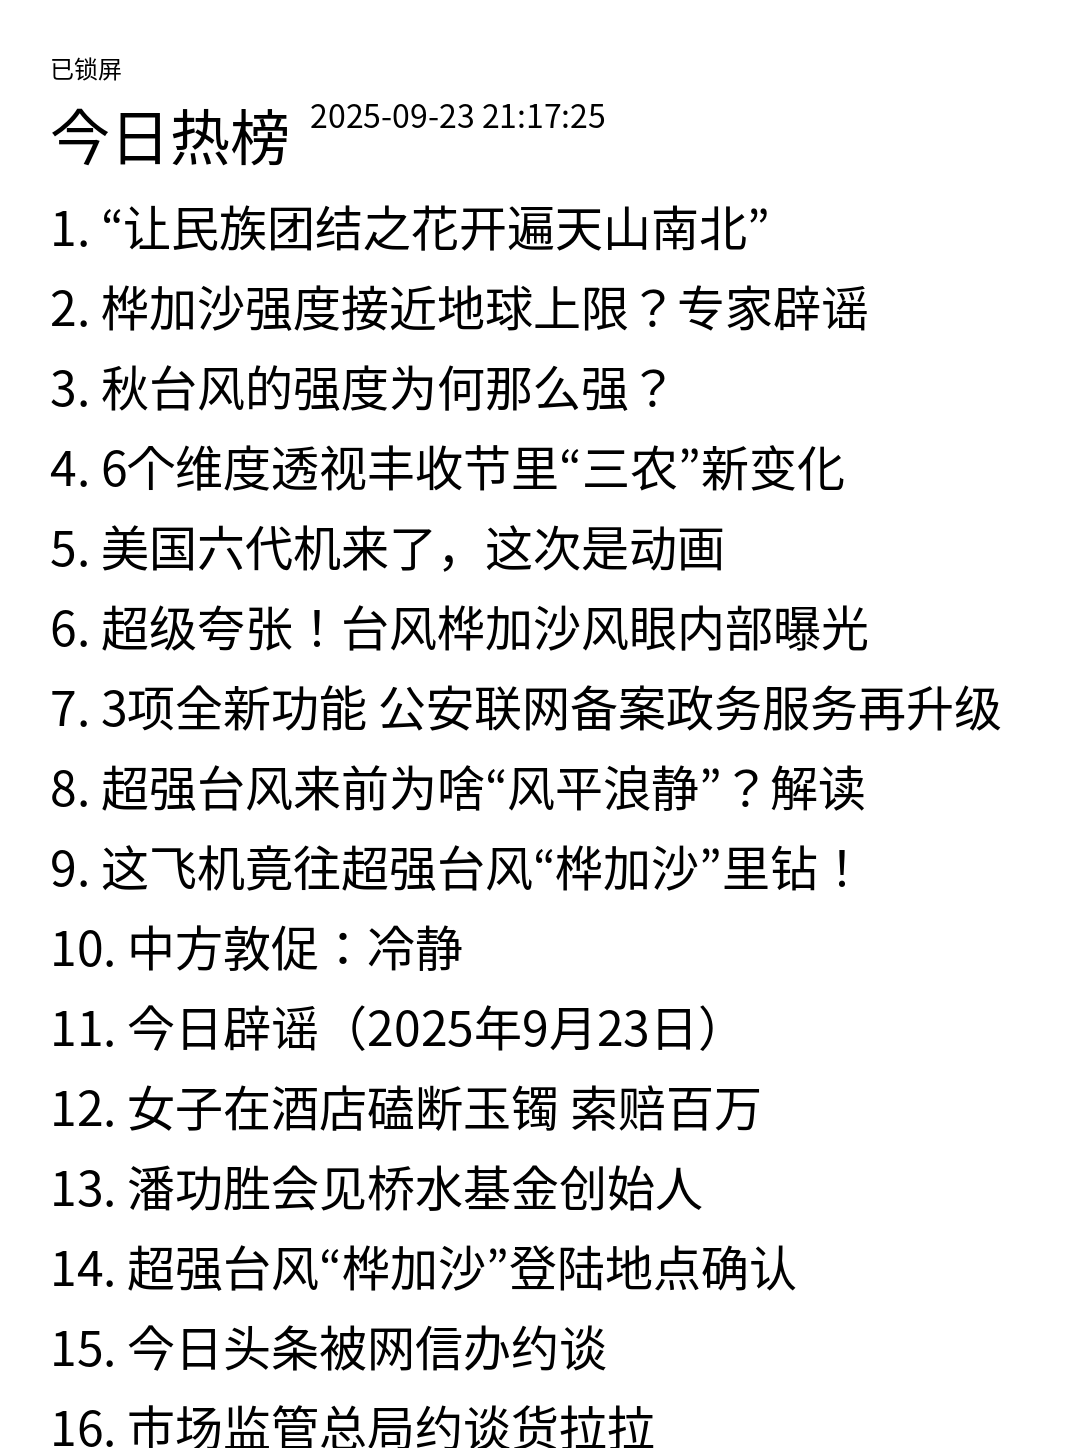 已锁屏
今日热榜 2025-09-23 21:17:25
1. “让民族团结之花开遍天山南北”
2. 桦加沙强度接近地球上限？专家辟谣
3. 秋台风的强度为何那么强？
4. 6个维度透视丰收节里“三农”新变化
5. 美国六代机来了，这次是动画
6. 超级夸张！台风桦加沙风眼内部曝光
7. 3项全新功能 公安联网备案政务服务再升级
8. 超强台风来前为啥“风平浪静”？解读
9. 这飞机竟往超强台风“桦加沙”里钻！
10. 中方敦促：冷静
11. 今日辟谣（2025年9月23日）
12. 女子在酒店磕断玉镯 索赔百万
13. 潘功胜会见桥水基金创始人
14. 超强台风“桦加沙”登陆地点确认
15. 今日头条被网信办约谈
16. 市场监管总局约谈货拉拉